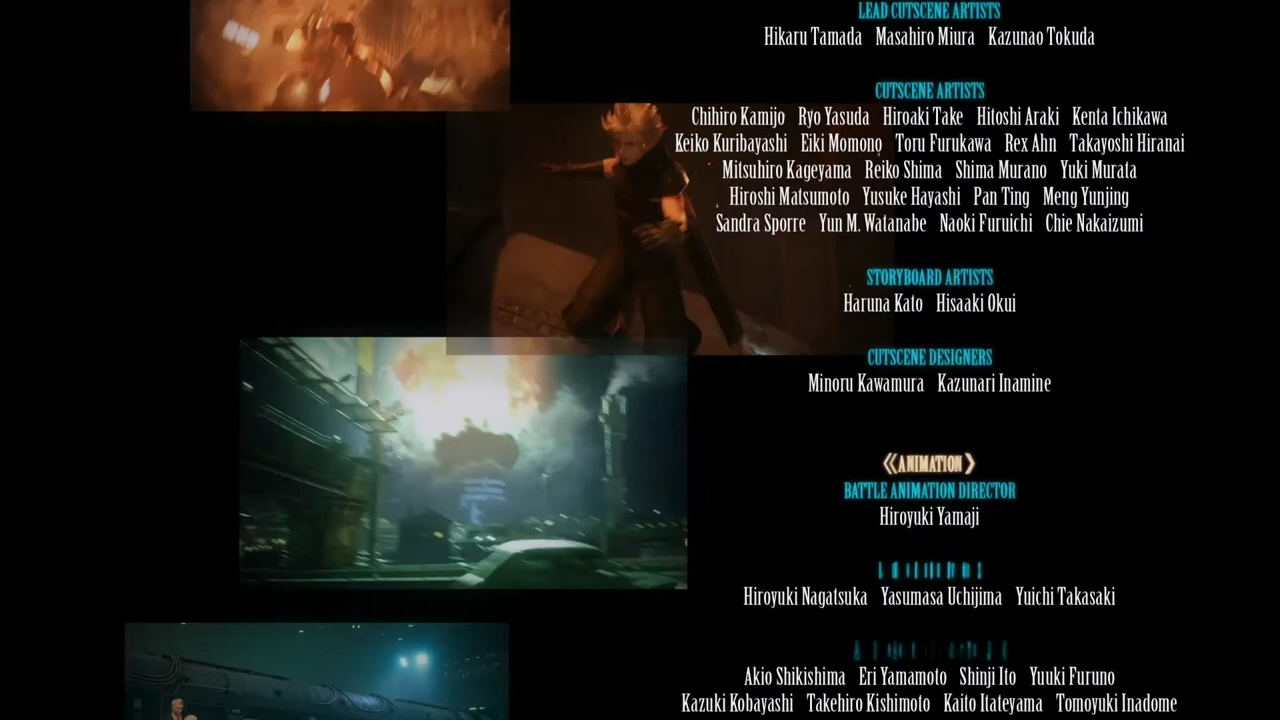 LEAD CUTSCENE ARTISTS
Hikaru Tamada Masahiro Miura Kazunao Tokuda
CUTSCENE ARTISTS
Chihiro Kamijo Ryo Yasuda Hiroaki Take Hitoshi Araki Kenta Ichikawa
Keiko Kuribayashi Eiki Momono Toru Furukawa Rex Ahn Takayoshi Hiranai
Mitsuhiro Kageyama Reiko Shima Shima Murano Yuki Murata
Hiroshi Matsumoto Yusuke Hayashi Pan Ting Meng Yunjing
Sandra Sporre Yun M. Watanabe Naoki Furuichi Chie Nakaizumi
STORYBOARD ARTISTS
Haruna Kato Hisaaki Okui
CUTSCENE DESIGNERS
Minoru Kawamura Kazunari Inamine
《ANIMATION》
BATTLE ANIMATION DIRECTOR
Hiroyuki Yamaji
Hiroyuki Nagatsuka Yasumasa Uchijima Yuichi Takasaki
Akio Shikishima Eri Yamamoto Shinji Ito Yuuki Furuno
Kazuki Kobayashi Takehiro Kishimoto Kaito Itateyama Tomoyuki Inadome